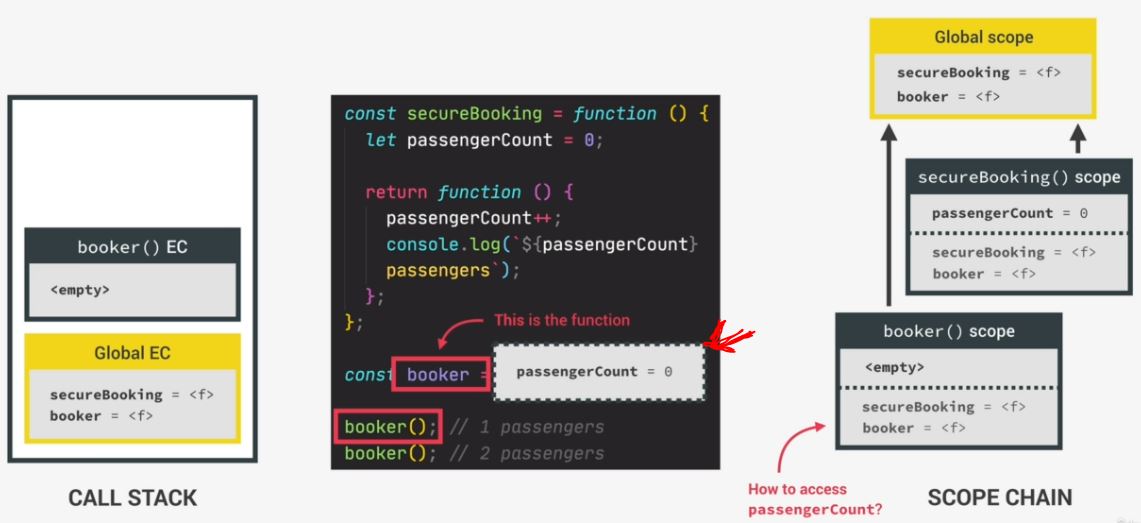 Global scope
secureBooking = <f>
booker = <f>
const secureBooking = function () {
let passengerCount = 0;
return function () {
passengerCount++;
console.log(`${passengerCount}
passengers`);
};
};
This is the function
const booker =
passengerCount = 0
booker(); // 1 passengers
booker(); // 2 passengers
booker() EC
<empty>
Global EC
secureBooking = <f>
booker = <f>
CALL STACK
secureBooking() scope
passengerCount = 0
secureBooking = <f>
booker = <f>
booker() scope
<empty>
secureBooking = <f>
booker = <f>
How to access
passengerCount?
SCOPE CHAIN